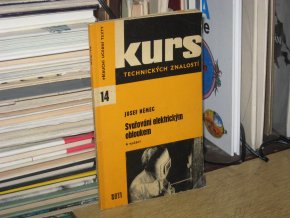 kurs
TECHNICKÝCH ZNALOSTÍ
14
JOSEF NĚMEC
Svařování elektrickým
obloukem
SNTL